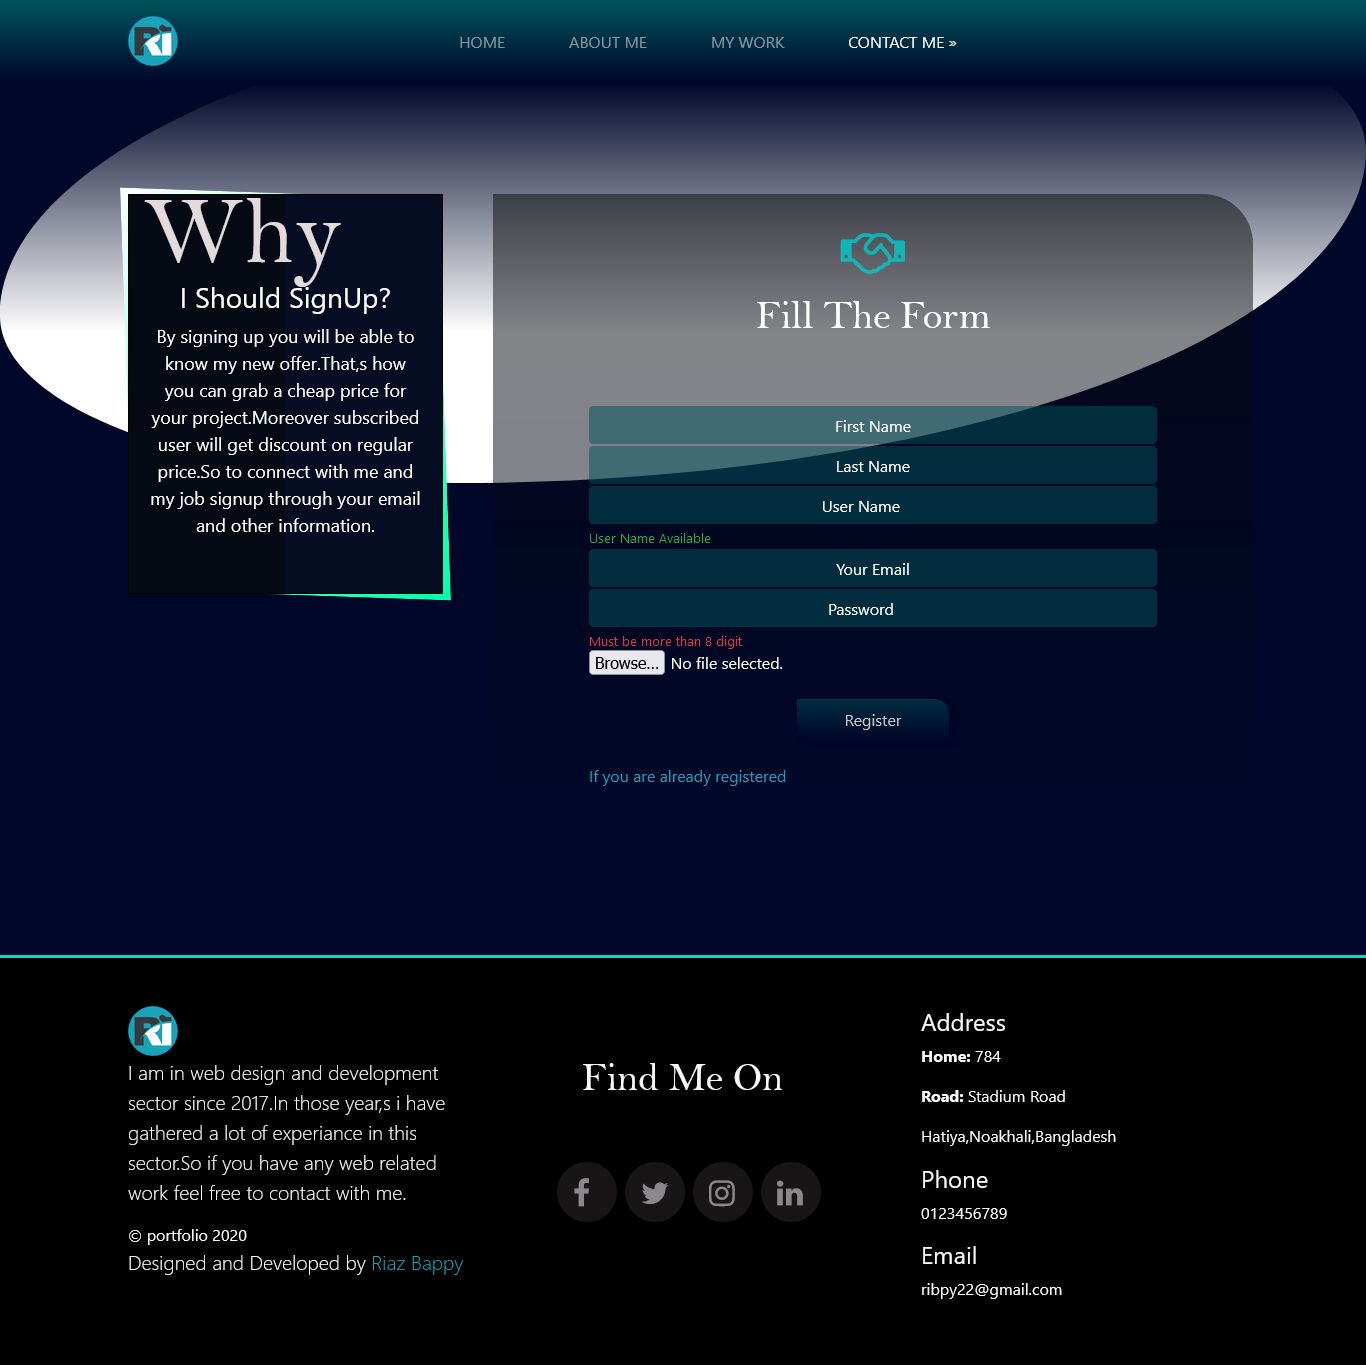 Ri
HOME ABOUT ME MY WORK CONTACT ME »
Why
I Should SignUp?
By signing up you will be able to
know my new offer.That,s how
you can grab a cheap price for
your project.Moreover subscribed
user will get discount on regular
price.So to connect with me and
my job signup through your email
and other information.
Fill The Form
First Name
Last Name
User Name
User Name Available
Your Email
Password
Must be more than 8 digit
Browse... No file selected.
Register
If you are already registered
Ri
I am in web design and development
sector since 2017.In those year,s i have
gathered a lot of experiance in this
sector.So if you have any web related
work feel free to contact with me.
© portfolio 2020
Designed and Developed by Riaz Bappy
Find Me On
Address
Home: 784
Road: Stadium Road
Hatiya,Noakhali,Bangladesh
Phone
0123456789
Email
ribpy22@gmail.com